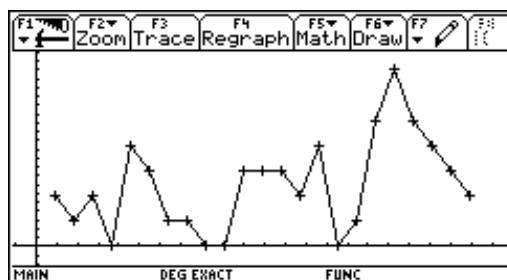 F1 F2 Zoom F3 Trace F4 Regraph F5 Math F6 Draw F7
MAIN DEG EXACT FUNC